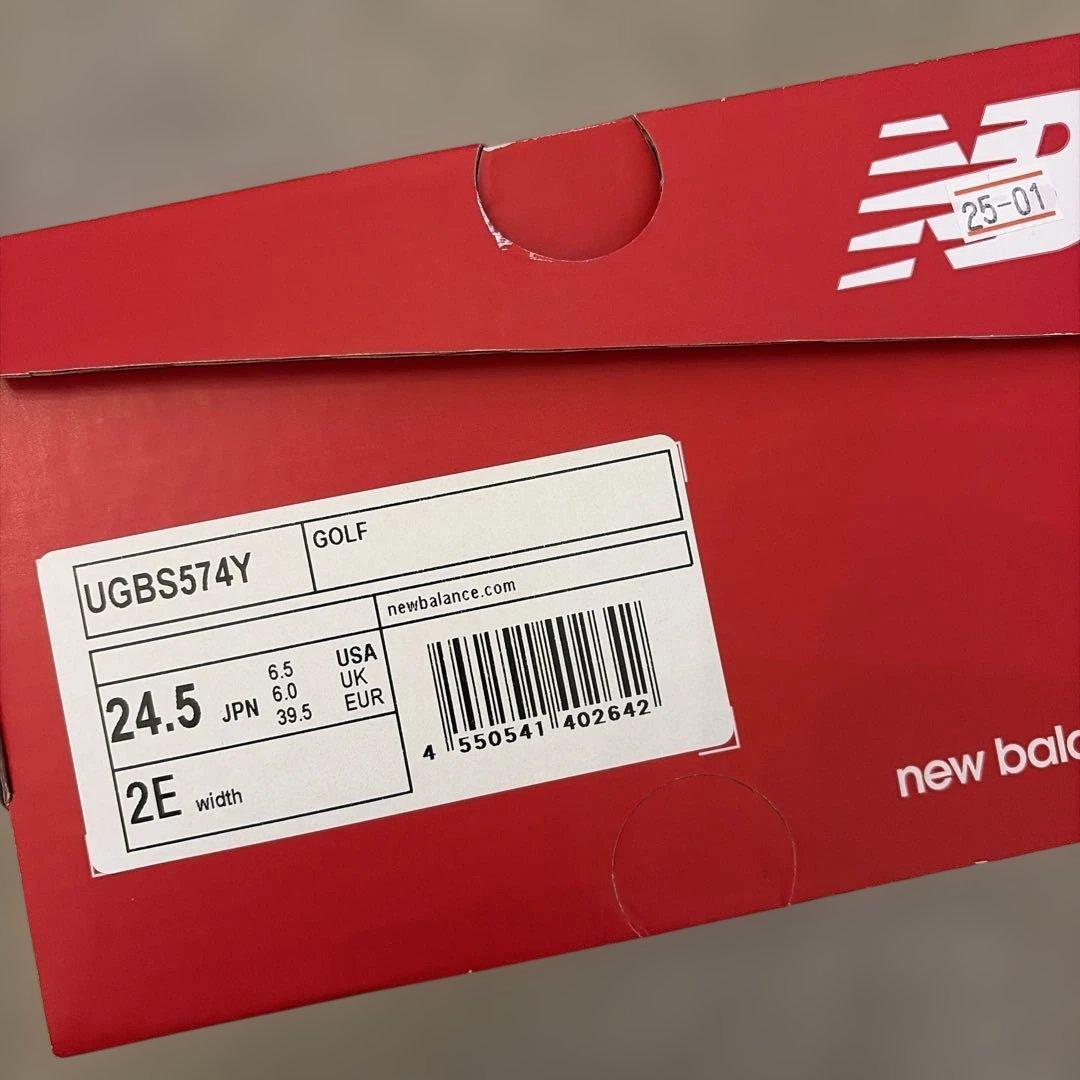 NB
25-01
UGBS574Y
GOLF
newbalance.com
24.5 JPN
6.5 USA
6.0 UK
39.5 EUR
2E width
4 550541 402642
new bala